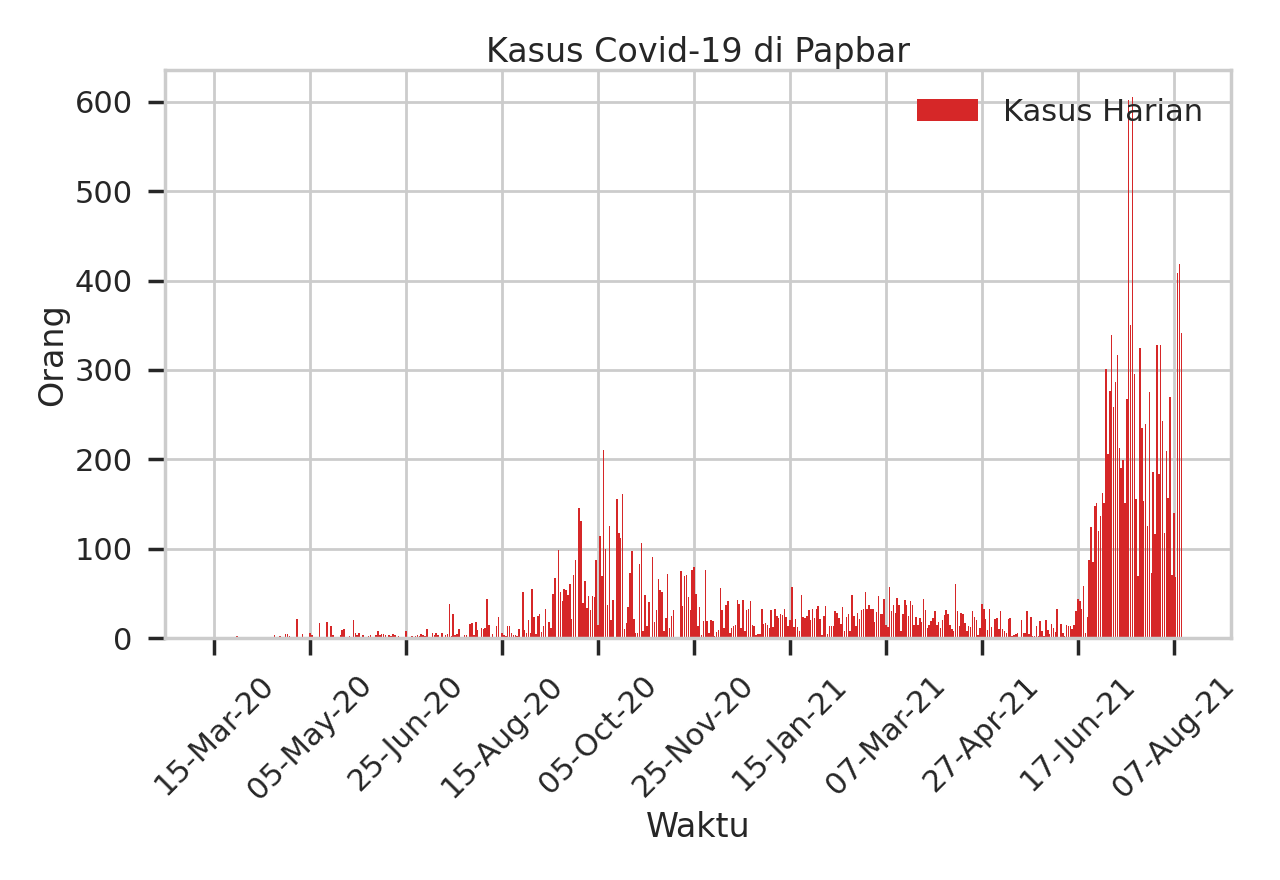 Kasus Covid-19 di Papbar
Kasus Harian
600
500
400
300
200
100
0
Orang
15-Mar-20
05-May-20
25-Jun-20
15-Aug-20
05-Oct-20
25-Nov-20
15-Jan-21
07-Mar-21
27-Apr-21
17-Jun-21
07-Aug-21
Waktu